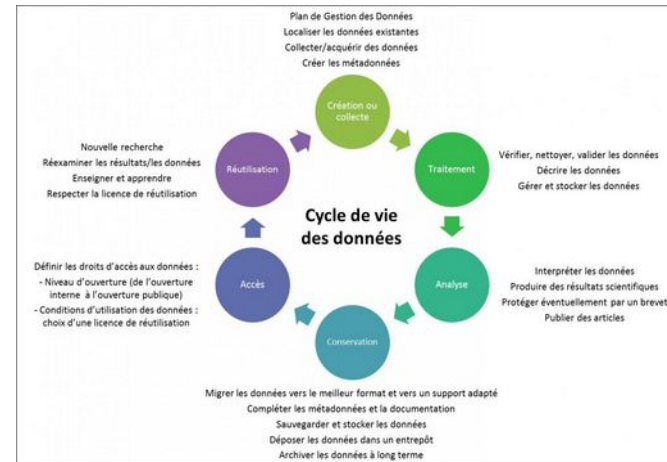 Plan de Gestion des Données
Localiser les données existantes
Collecter/acquérir des données
Créer les métadonnées
Création ou
collecte
Traitement
Vérifier, nettoyer, valider les données
Décrire les données
Gérer et stocker les données
Analyse
Interpréter les données
Produire des résultats scientifiques
Protéger éventuellement par un brevet
Publier des articles
Conservation
Migrer les données vers le meilleur format et vers un support adapté
Compléter les métadonnées et la documentation
Sauvegarder et stocker les données
Déposer les données dans un entrepôt
Archiver les données à long terme
Accès
Définir les droits d'accès aux données :
- Niveau d'ouverture (de l'ouverture
interne à l'ouverture publique)
- Conditions d'utilisation des données :
choix d'une licence de réutilisation
Réutilisation
Nouvelle recherche
Réexaminer les résultats/les données
Enseigner et apprendre
Respecter la licence de réutilisation
Cycle de vie
des données